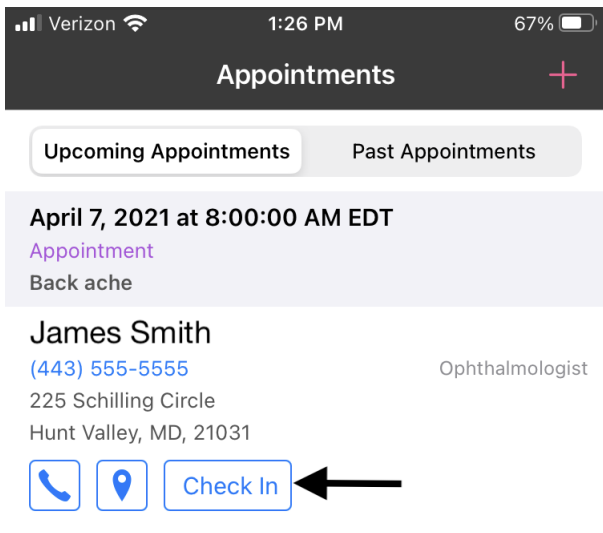 Verizon 1:26 PM 67%
Appointments
Upcoming Appointments Past Appointments
April 7, 2021 at 8:00:00 AM EDT
Appointment
Back ache
James Smith
(443) 555-5555 Ophthalmologist
225 Schilling Circle
Hunt Valley, MD, 21031
Check In